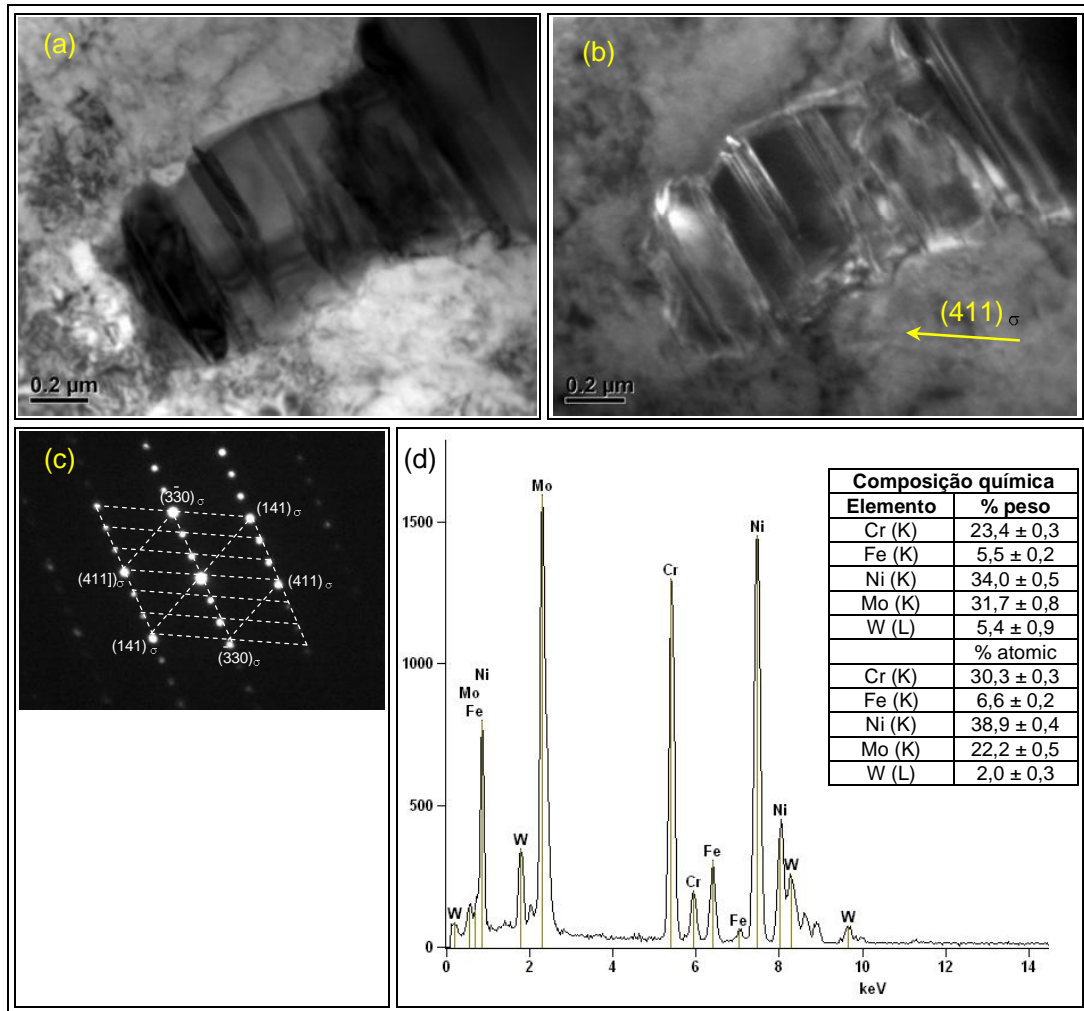 (a)
0.2 µm
(b)
(411) σ
0.2 µm
(c)
(3̄30) σ
(141) σ
(411]) σ
(411) σ
(141) σ
(3̄30) σ
(d)
Mo
1500
Ni
Cr
1000
Ni
Mo
Fe
500
Ni
W
Fe
W
Cr
W
Fe
W
0
0
2
4
6
8
10
12
14
keV
Composição química
Elemento % peso
Cr (K) 23,4 ± 0,3
Fe (K) 5,5 ± 0,2
Ni (K) 34,0 ± 0,5
Mo (K) 31,7 ± 0,8
W (L) 5,4 ± 0,9
% atomic
Cr (K) 30,3 ± 0,3
Fe (K) 6,6 ± 0,2
Ni (K) 38,9 ± 0,4
Mo (K) 22,2 ± 0,5
W (L) 2,0 ± 0,3